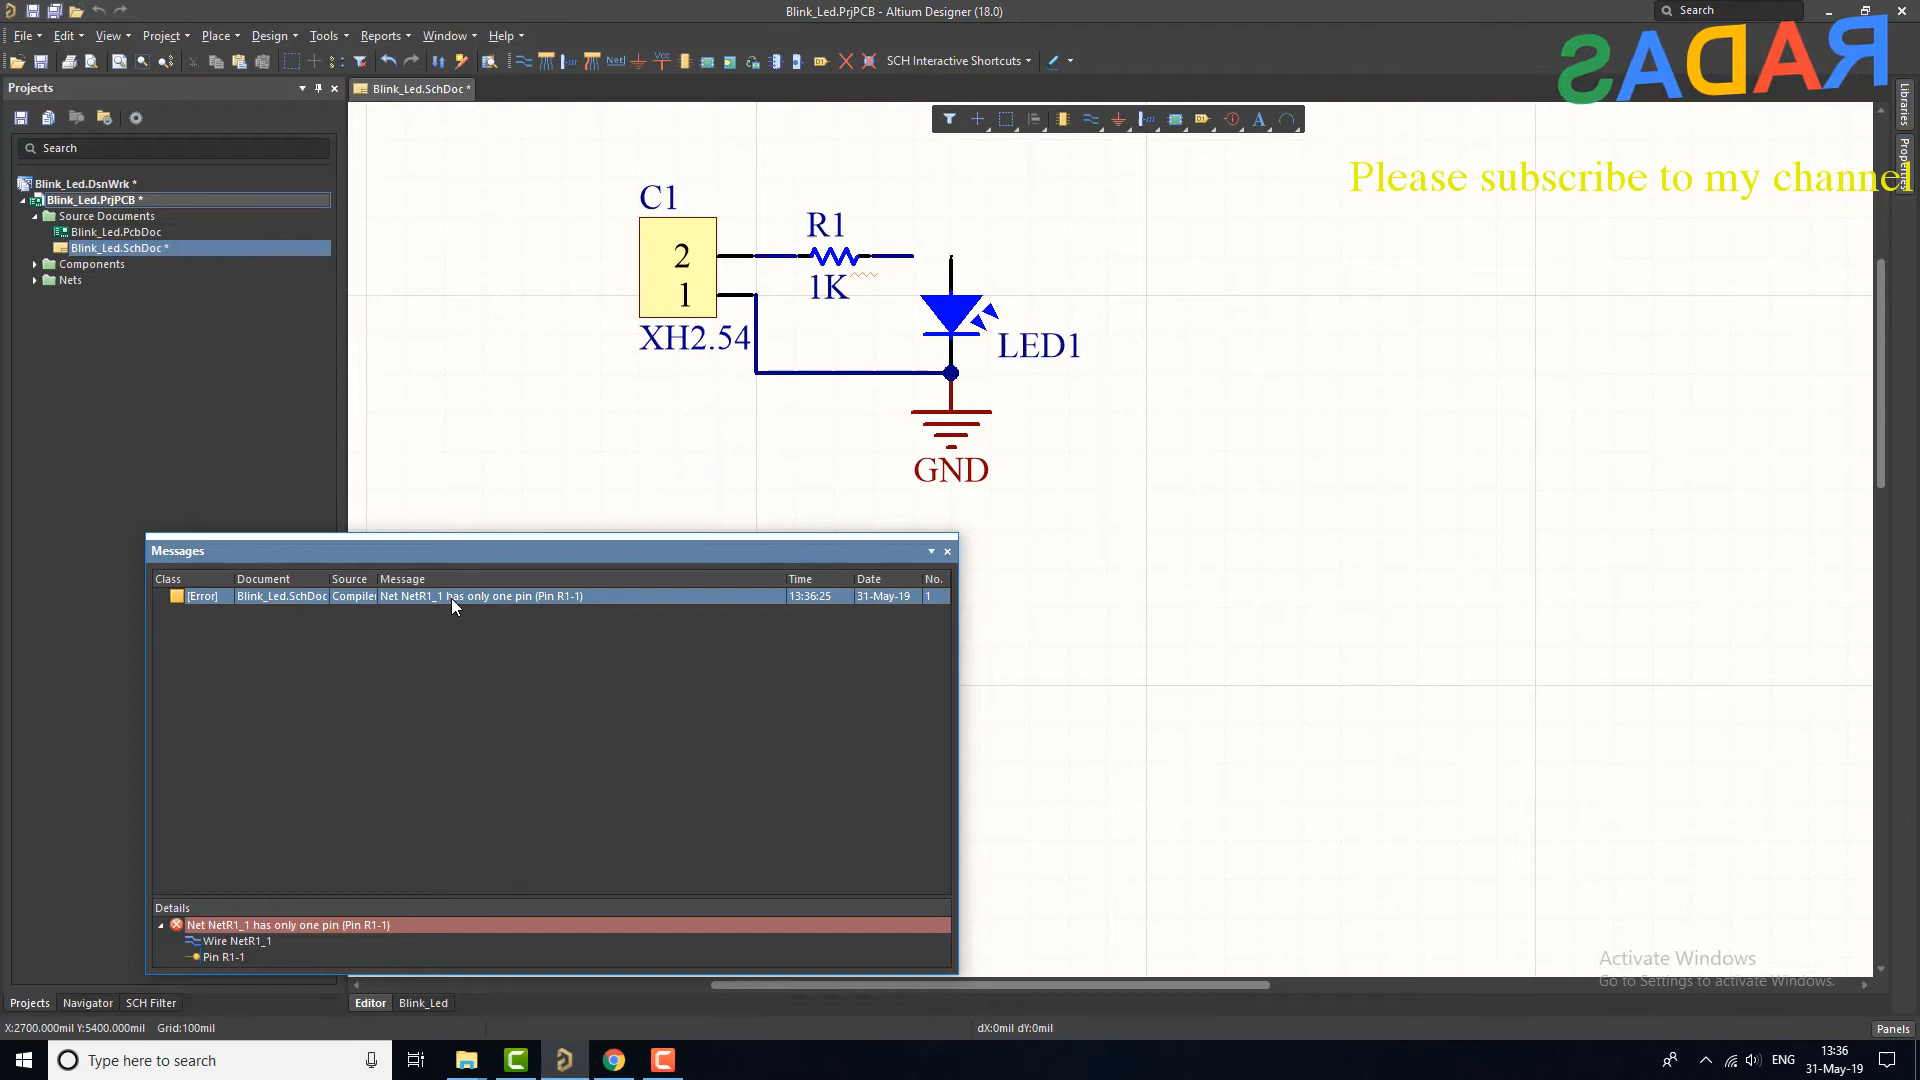 Blink_Led.PrjPCB - Altium Designer (18.0)
Search
File Edit View Project Place Design Tools Reports Window Help
Net Vcc D1 SCH Interactive Shortcuts
RADAS
Projects
Blink_Led.SchDoc *
Libraries
Properties
Search
Please subscribe to my channel
Blink_Led.DsnWrk *
Blink_Led.PrjPCB *
Source Documents
Blink_Led.PcbDoc
Blink_Led.SchDoc *
Components
Nets
C1
R1
2
1
1K
XH2.54
LED1
GND
Messages
Class Document Source Message Time Date No.
[Error] Blink_Led.SchDoc Compiler Net NetR1_1 has only one pin (Pin R1-1) 13:36:25 31-May-19 1
Details
Net NetR1_1 has only one pin (Pin R1-1)
Wire NetR1_1
Pin R1-1
Activate Windows
Go to Settings to activate Windows.
Projects Navigator SCH Filter Editor Blink_Led
X:2700.000mil Y:5400.000mil Grid:100mil dX:0mil dY:0mil Panels
Type here to search
ENG
13:36
31-May-19